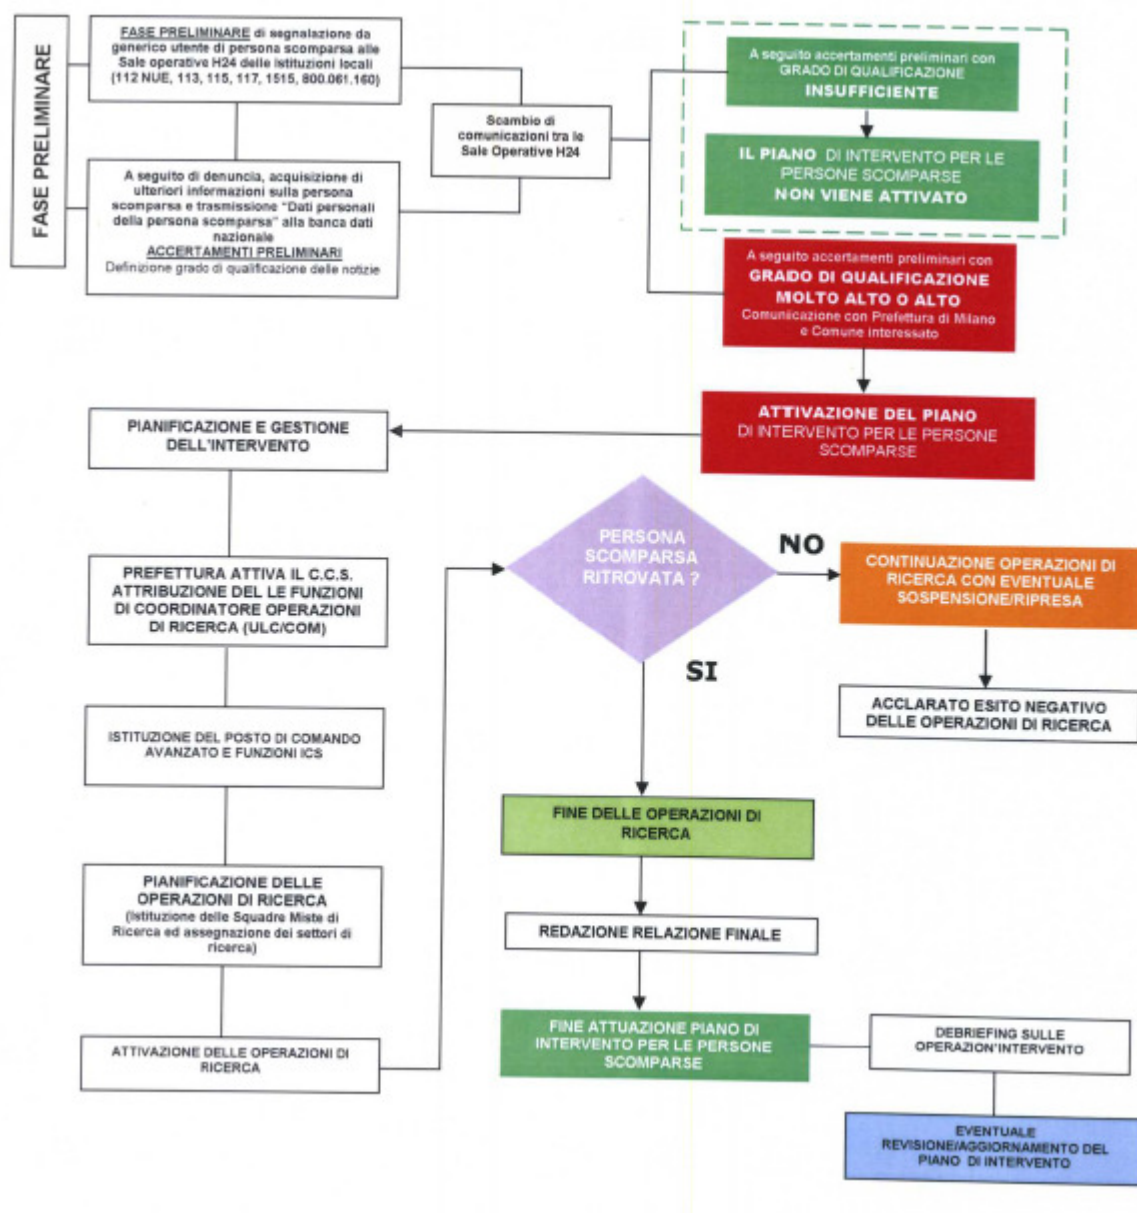 FASE PRELIMINARE
FASE PRELIMINARE di segnalazione da
generico utente di persona scomparsa alle
Sale operative H24 delle istituzioni locali
(112 NUE, 113, 115, 117, 1515, 800.061.160)
A seguito di denuncia, acquisizione di
ulteriori informazioni sulla persona
scomparsa e trasmissione "Dati personali
della persona scomparsa" alla banca dati
nazionale
ACCERTAMENTI PRELIMINARI
Definizione grado di qualificazione delle notizie
Scambio di
comunicazioni tra le
Sale Operative H24
A seguito accertamenti preliminari con
GRADO DI QUALIFICAZIONE
INSUFFICIENTE
IL PIANO DI INTERVENTO PER LE
PERSONE SCOMPARSE
NON VIENE ATTIVATO
A seguito accertamenti preliminari con
GRADO DI QUALIFICAZIONE
MOLTO ALTO O ALTO
Comunicazione con Prefettura di Milano
e Comune interessato
ATTIVAZIONE DEL PIANO
DI INTERVENTO PER LE PERSONE
SCOMPARSE
PIANIFICAZIONE E GESTIONE
DELL'INTERVENTO
PREFETTURA ATTIVA IL C.C.S.
ATTRIBUZIONE DEL LE FUNZIONI
DI COORDINATORE OPERAZIONI
DI RICERCA (ULC/COM)
ISTITUZIONE DEL POSTO DI COMANDO
AVANZATO E FUNZIONI ICS
PIANIFICAZIONE DELLE
OPERAZIONI DI RICERCA
(Istituzione delle Squadre Miste di
Ricerca ed assegnazione dei settori di
ricerca)
ATTIVAZIONE DELLE OPERAZIONI DI
RICERCA
PERSONA
SCOMPARSA
RITROVATA ?
NO
CONTINUAZIONE OPERAZIONI DI
RICERCA CON EVENTUALE
SOSPENSIONE/RIPRESA
SI
ACCLARATO ESITO NEGATIVO
DELLE OPERAZIONI DI RICERCA
FINE DELLE OPERAZIONI DI
RICERCA
REDAZIONE RELAZIONE FINALE
FINE ATTUAZIONE PIANO DI
INTERVENTO PER LE PERSONE
SCOMPARSE
DEBRIEFING SULLE
OPERAZION'INTERVENTO
EVENTUALE
REVISIONE/AGGIORNAMENTO DEL
PIANO DI INTERVENTO